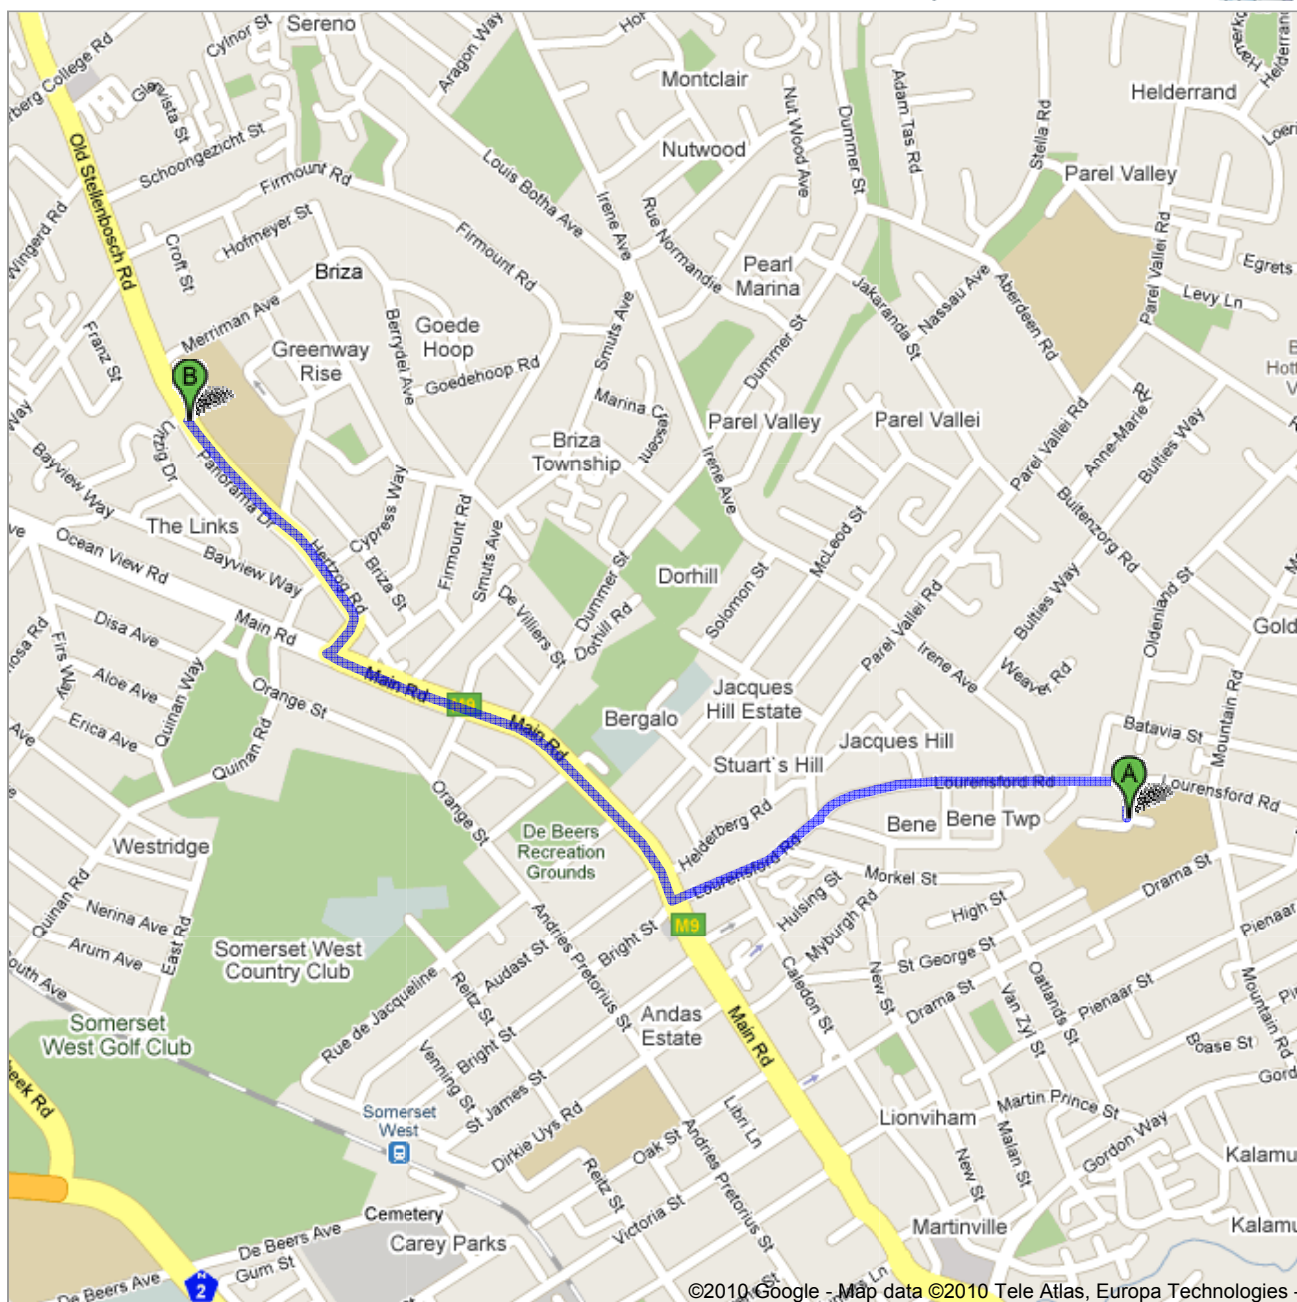 Sereno
Cylnor St
Aragon Way
Montclair
Helderrand
Glenvista St
Nut Wood Ave
Adam Tas Rd
Old Stellenbosch Rd
Schoongezicht St
Nutwood
Dummer St
Stella Rd
Parel Valley
Firmount Rd
Louis Botha Ave
Irene Ave
Rue Normandie
Wingerd Rd
Croft St
Hofmeyer St
Firmount Rd
Parel Vallei Rd
Briza
Pearl
Marina
Egrets
Levy Ln
Merriman Ave
Berrydel Ave
Goede
Hoop
Smuts Ave
Jakaranda St
Nassau Ave
Aberdeen Rd
Franz St
Greenway
Rise
Goedehoop Rd
Dummer St
B
Marina Cresent
Parel Valley
Parel Vallei
Parel Vallei Rd
Anne-Marie
Bulties Way
Briza
Township
Irene Ave
Bayview Way
Panorama Dr
The Links
Cypress Way
Firmount Rd
Smuts Ave
McLeod St
Buitenzorg Rd
Ocean View Rd
Bayview Way
Hertzog Rd
Briza St
De Villiers St
Dummer St
Dorhill Rd
Dorhill
Solomon St
Parel Vallei Rd
Bulties Way
Oldenland St
Main Rd
Disa Ave
Firs Way
Aloe Ave
Quinan Way
Irene Ave
Weaver Rd
Gold
Orange St
Main Rd
M9
Main Rd
Bergalo
Jacques
Hill Estate
Mountain Rd
Erica Ave
Quinan Rd
Batavia St
Jacques Hill
Stuart`s Hill
A
Lourensford Rd
Lourensford Rd
Orange St
De Beers
Recreation
Grounds
Helderberg Rd
Bene
Bene Twp
Westridge
Lourensford Rd
Morkel St
Drama St
Quinan Rd
Nerina Ave
Arum Ave
East Rd
Somerset West
Country Club
Andries Pretorius St
Audast St
Bright St
M9
Huising St
Myburgh Rd
High St
St George St
Pienaar
South Ave
Rue de Jacqueline
Reitz St
Caledon St
New St
Drama St
Van Zyl St
Oatlands St
Pienaar St
Somerset
West Golf Club
Bright St
Andas
Estate
Main Rd
Boase St
Mountain Rd
Venning St
St James St
Somerset
West
Dirkie Uys Rd
Libri Ln
Lionviham
Martin Prince St
Gordon Way
Oak St
Andries Pretorius St
Malan St
Kalamu
Reitz St
New St
Cemetery
Victoria St
Martinville
Kalamu
De Beers Ave
Carey Parks
Gum St
De Beers Ave
N
2
©2010 Google - Map data ©2010 Tele Atlas, Europa Technologies -